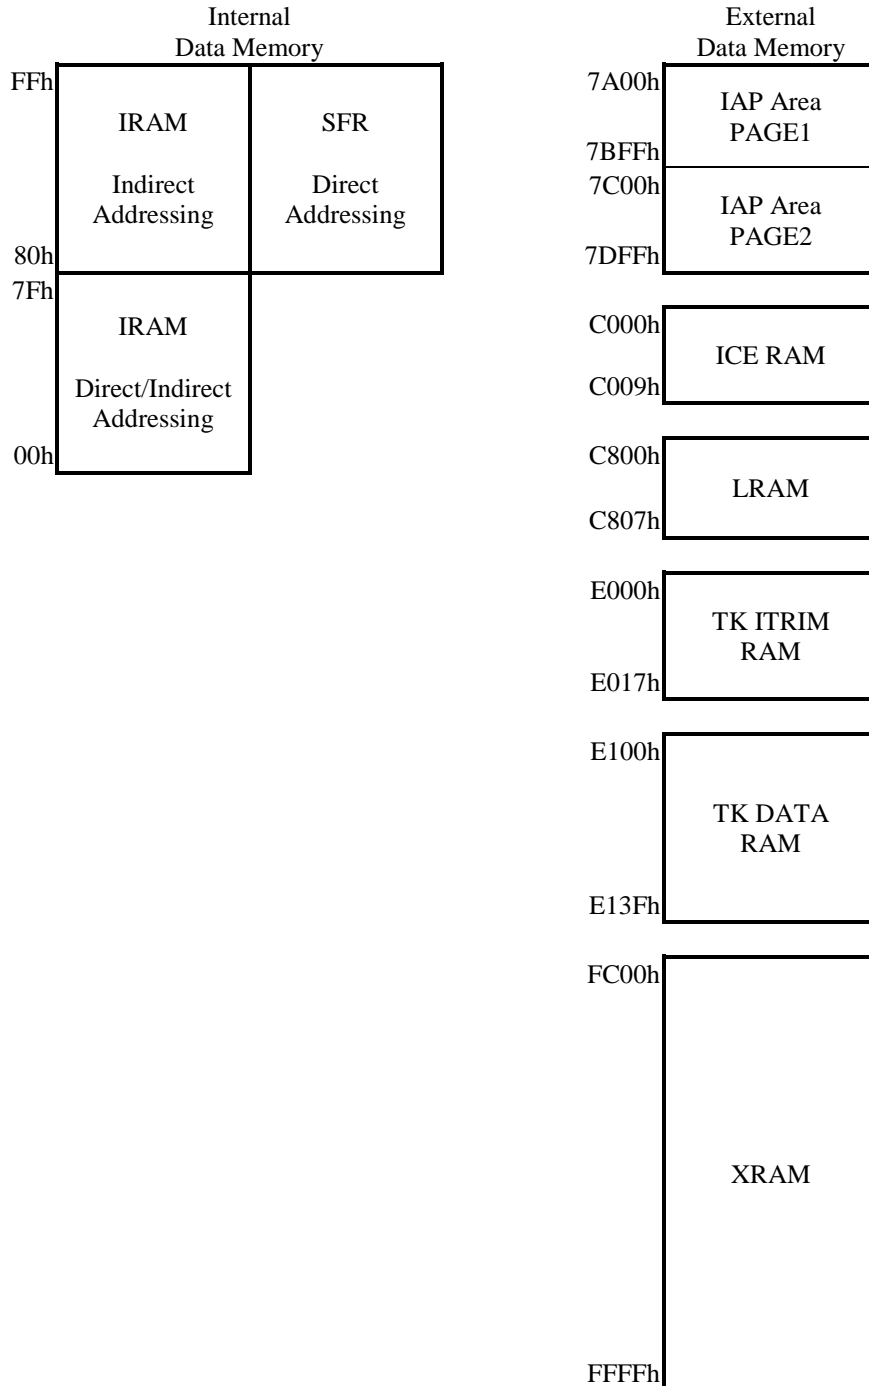 Internal
Data Memory
FFh
IRAM
SFR
Indirect
Addressing
Direct
Addressing
80h
7Fh
IRAM
Direct/Indirect
Addressing
00h
External
Data Memory
7A00h
IAP Area
PAGE1
7BFFh
7C00h
IAP Area
PAGE2
7DFFh
C000h
ICE RAM
C009h
C800h
LRAM
C807h
E000h
TK ITRIM
RAM
E017h
E100h
TK DATA
RAM
E13Fh
FC00h
XRAM
FFFFh